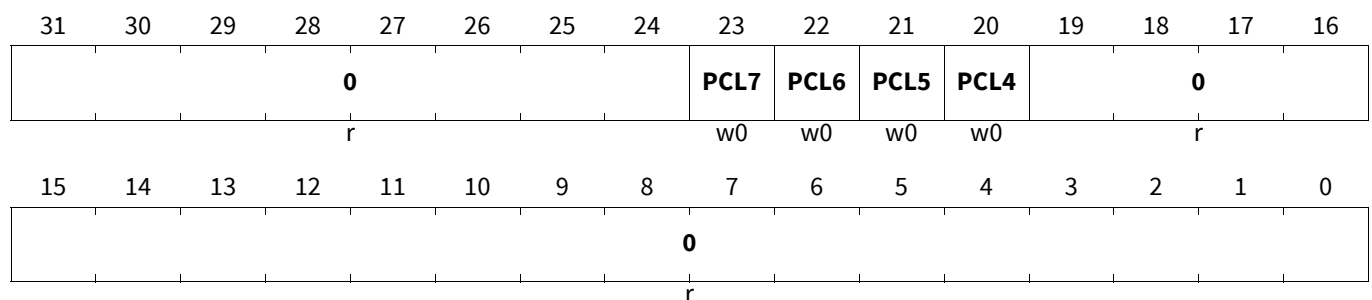 31 30 29 28 27 26 25 24 23 22 21 20 19 18 17 16
0 PCL7 PCL6 PCL5 PCL4 0
r w0 w0 w0 w0 r
15 14 13 12 11 10 9 8 7 6 5 4 3 2 1 0
0
r